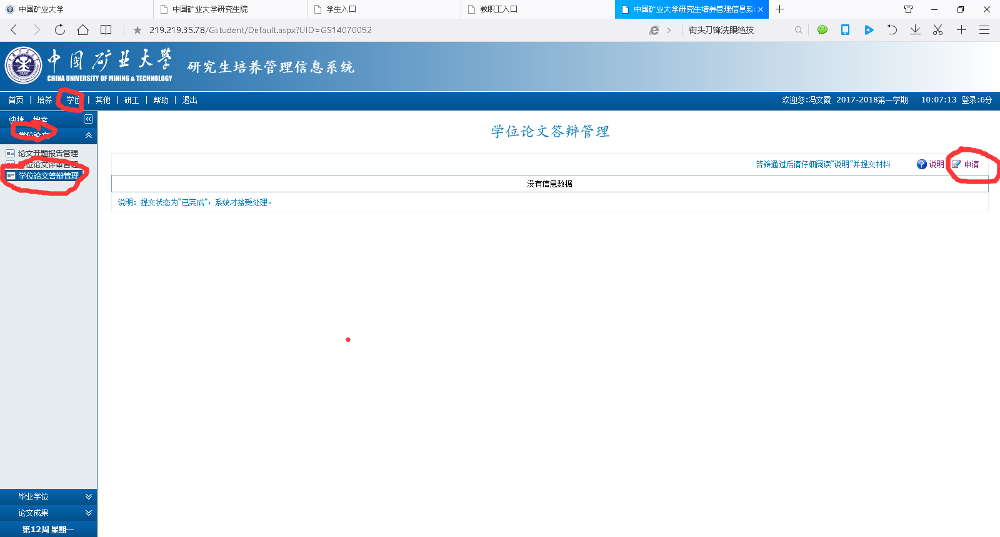 中国矿业大学
中国矿业大学研究生院
学生入口
教职工入口
中国矿业大学研究生培养管理信息系
219.219.35.78/Gstudent/Default.aspx?UID=GS14070052
街头刀锋洗眼绝技
中国矿业大学
CHINA UNIVERSITY OF MINING & TECHNOLOGY
研究生培养管理信息系统
首页 | 培养 学位 | 其他 | 研工 | 帮助 | 退出
欢迎您:冯文霞 2017-2018第一学期 10:07:13 登录:6分
快捷 搜索
学位论文
论文开题报告管理
学位论文评审管理
学位论文答辩管理
学位论文答辩管理
答辩通过后请仔细阅读“说明”并提交材料
说明
申请
没有信息数据
说明：提交状态为“已完成”，系统才接受处理。
毕业学位
论文成果
第12周 星期一